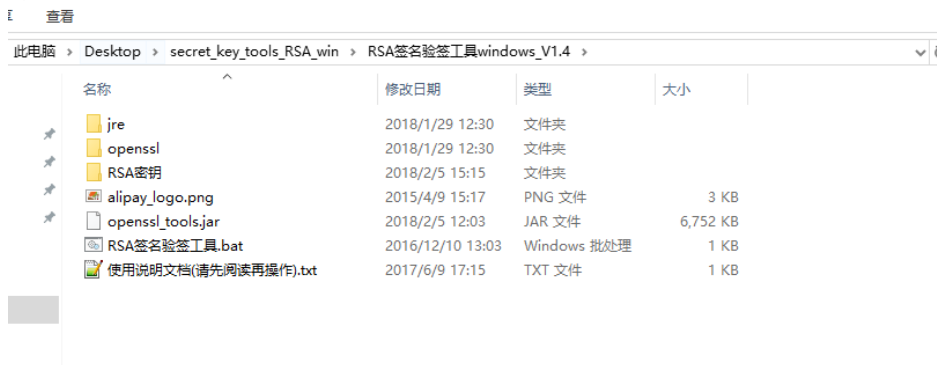 查看
此电脑 > Desktop > secret_key_tools_RSA_win > RSA签名验签工具windows_V1.4 >
名称 修改日期 类型 大小
jre 2018/1/29 12:30 文件夹
openssl 2018/1/29 12:30 文件夹
RSA密钥 2018/2/5 15:15 文件夹
alipay_logo.png 2015/4/9 15:17 PNG 文件 3 KB
openssl_tools.jar 2018/2/5 12:03 JAR 文件 6,752 KB
RSA签名验签工具.bat 2016/12/10 13:03 Windows 批处理 1 KB
使用说明文档(请先阅读再操作).txt 2017/6/9 17:15 TXT 文件 1 KB